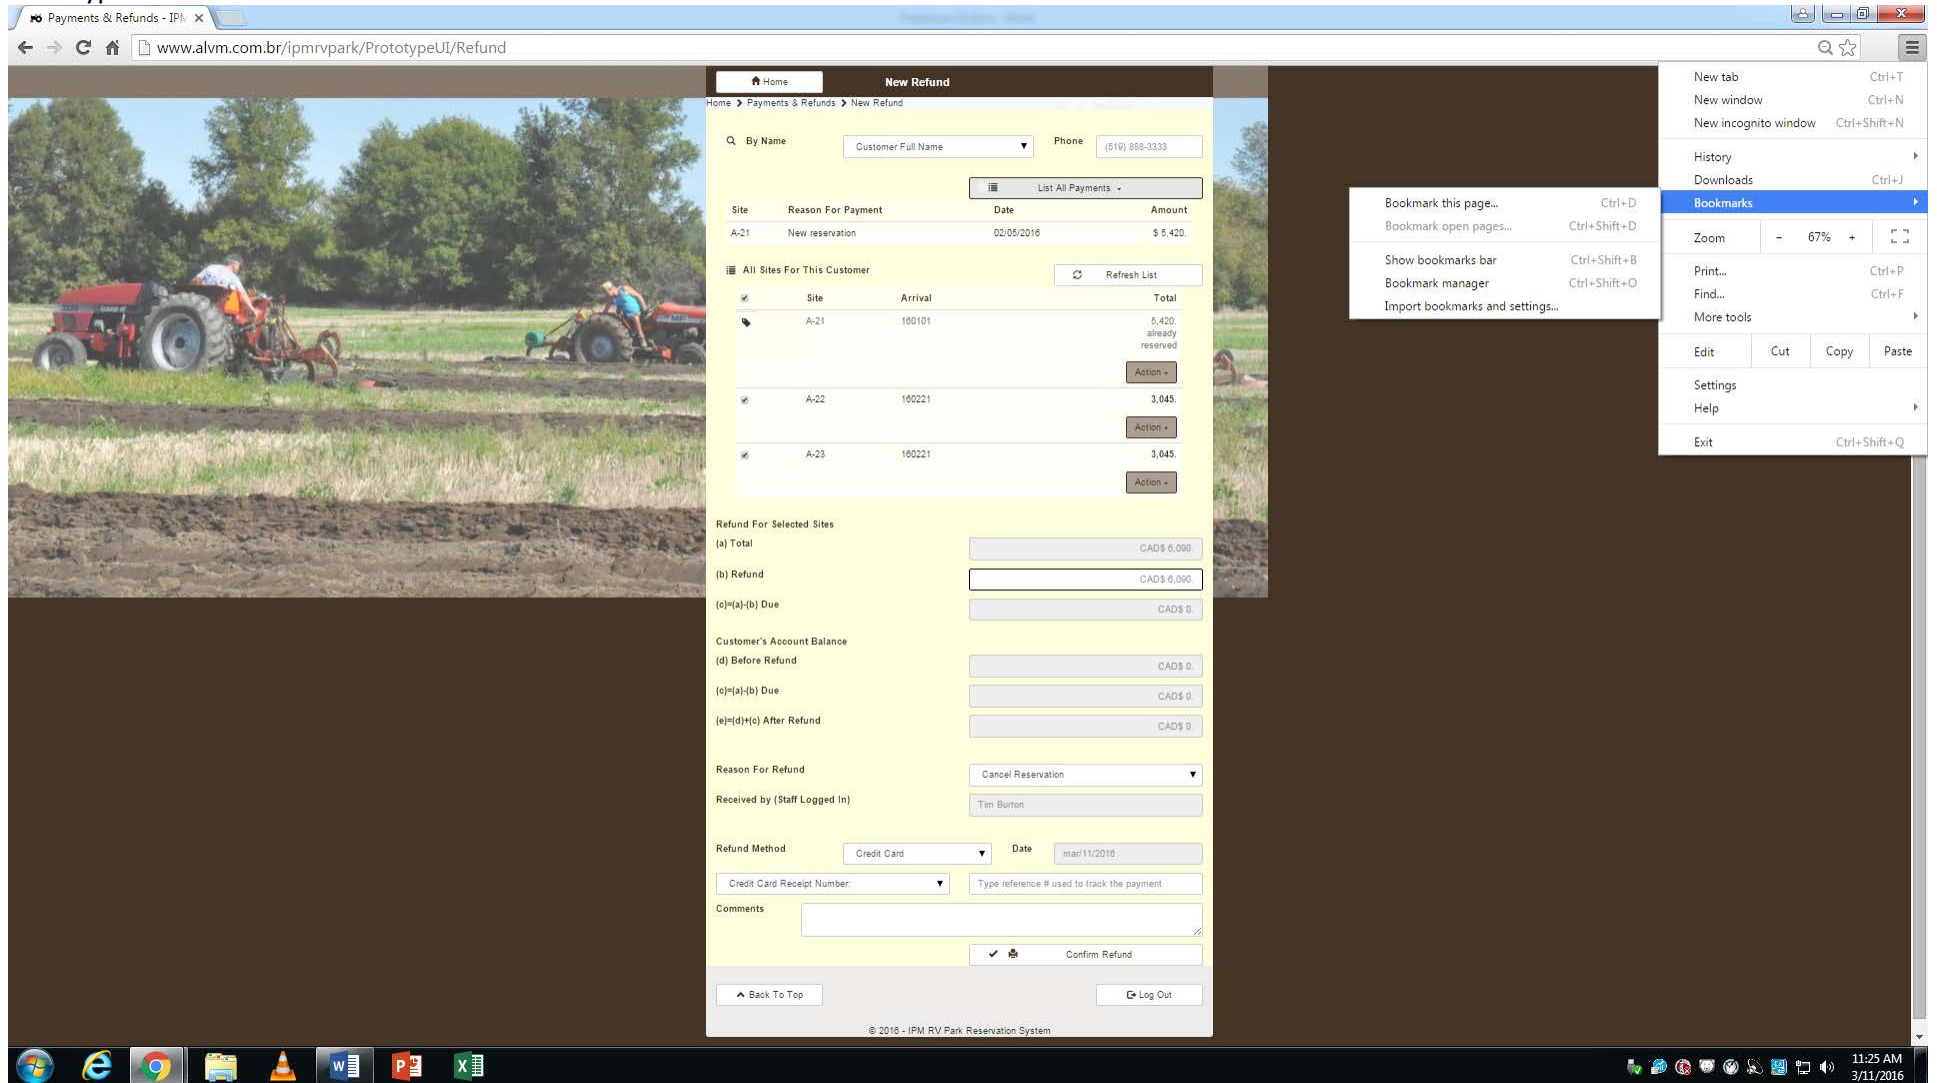 Payments & Refunds - IPM
www.alvm.com.br/ipmrvpark/PrototypeUI/Refund
Home
New Refund
Home > Payments & Refunds > New Refund
By Name
Customer Full Name
Phone
(519) 888-3333
List All Payments
Site Reason For Payment Date Amount
A-21 New reservation 02/05/2016 $ 5,420.
All Sites For This Customer
Refresh List
Site Arrival Total
A-21 160101 5,420.
already
reserved
Action
A-22 160221 3,045.
Action
A-23 160221 3,045.
Action
Refund For Selected Sites
(a) Total CAD$ 6,090.
(b) Refund CAD$ 6,090.
(c)=(a)-(b) Due CAD$ 0.
Customer's Account Balance
(d) Before Refund CAD$ 0.
(c)=(a)-(b) Due CAD$ 0.
(e)=(d)+(c) After Refund CAD$ 0.
Reason For Refund Cancel Reservation
Received by (Staff Logged In) Tim Burton
Refund Method Credit Card Date mar/11/2016
Credit Card Receipt Number: Type reference # used to track the payment
Comments
Confirm Refund
Back To Top
Log Out
© 2016 - IPM RV Park Reservation System
New tab Ctrl+T
New window Ctrl+N
New incognito window Ctrl+Shift+N
History
Downloads Ctrl+J
Bookmarks
Zoom - 67% +
Print... Ctrl+P
Find... Ctrl+F
More tools
Edit Cut Copy Paste
Settings
Help
Exit Ctrl+Shift+Q
Bookmark this page... Ctrl+D
Bookmark open pages... Ctrl+Shift+D
Show bookmarks bar Ctrl+Shift+B
Bookmark manager Ctrl+Shift+O
Import bookmarks and settings...
11:25 AM
3/11/2016